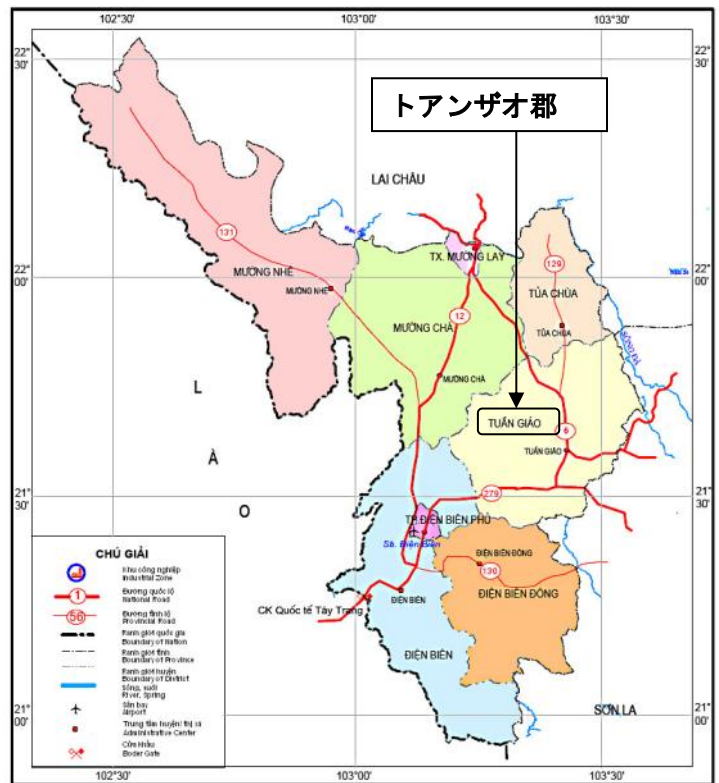 102°30'
103°00'
103°30'
22°
30'
22°
30'
トアンザオ郡
LAI CHÂU
131
TX. MƯỜNG LAY
129
22°
00'
22°
00'
MƯỜNG NHÉ
MƯỜNG NHÉ
TỦA CHÙA
12
TỦA CHÙA
MƯỜNG CHÀ
SÔNG ĐÀ
MƯỜNG CHÀ
L
À
O
TUẦN GIÁO
6
TUẦN GIÁO
21°
30'
21°
30'
279
TP.ĐIỆN BIÊN PHỦ
Sb. Điện Biên
ĐIỆN BIÊN ĐÔNG
130
ĐIỆN BIÊN
ĐIỆN BIÊN ĐÔNG
CK Quốc tế Tây Trang
ĐIỆN BIÊN
SƠN LA
21°
00'
21°
00'
CHÚ GIẢI
Khu công nghiệp
Industrial Zone
1
Đường quốc lộ
National Road
56
Đường tỉnh lộ
Provincial Road
Ranh giới quốc gia
Boundary of Nation
Ranh giới tỉnh
Boundary of Province
Ranh giới huyện
Boundary of District
Sông, suối
River, Spring
Sân bay
Airport
Trung tâm huyện/ thị xã
Administrative Center
Cửa khẩu
Boder Gate
102°30'
103°00'
103°30'